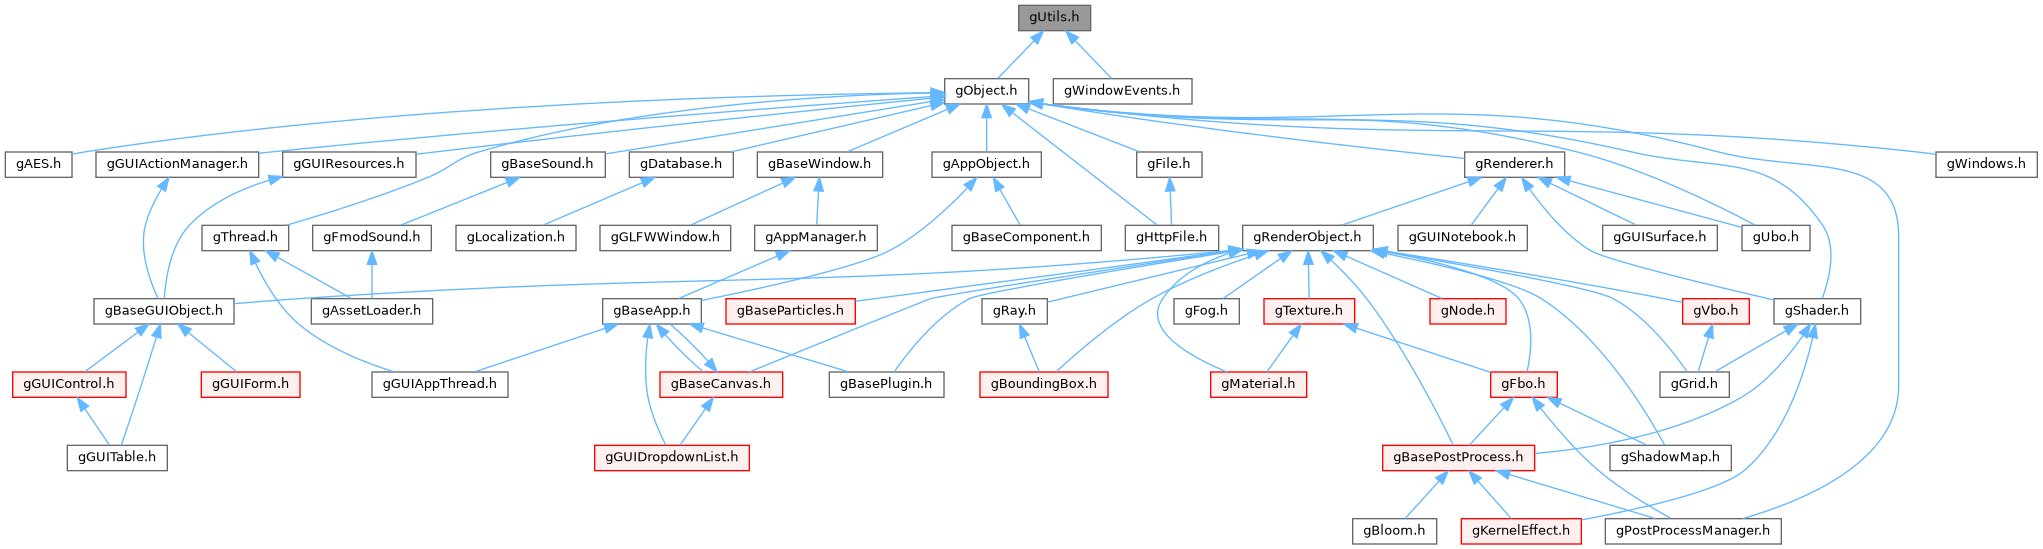 gUtils.h
gObject.h
gWindowEvents.h
gAES.h
gGUIActionManager.h
gGUIResources.h
gBaseSound.h
gDatabase.h
gBaseWindow.h
gAppObject.h
gFile.h
gRenderer.h
gWindows.h
gThread.h
gFmodSound.h
gLocalization.h
gGLFWWindow.h
gAppManager.h
gBaseComponent.h
gHttpFile.h
gRenderObject.h
gGUINotebook.h
gGUISurface.h
gUbo.h
gBaseGUIObject.h
gAssetLoader.h
gBaseApp.h
gBaseParticles.h
gRay.h
gFog.h
gTexture.h
gNode.h
gVbo.h
gShader.h
gGUIControl.h
gGUIForm.h
gGUIAppThread.h
gBaseCanvas.h
gBasePlugin.h
gBoundingBox.h
gMaterial.h
gFbo.h
gGrid.h
gGUITable.h
gGUIDropdownList.h
gBasePostProcess.h
gShadowMap.h
gBloom.h
gKernelEffect.h
gPostProcessManager.h